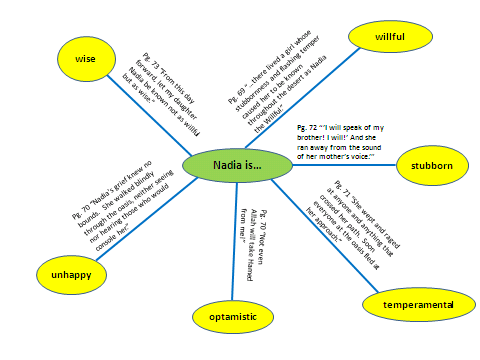 wise
Pg. 73 "From this day
forward, let my daughter
Nadia be known not as willful
but as wise."
Pg. 69 "...there lived a girl whose
stubbornness and flashing temper
caused her to be known
throughout the desert as Nadia
the Willful."
willful
Pg. 72 "'I will speak of my
brother! I will!' And she
ran away from the sound
of her mother's voice."'
Nadia is...
stubborn
Pg. 70 "Nadia's grief knew no
bounds. She walked blindly
through the oasis, neither seeing
nor hearing those who would
console her"
Pg. 70 "Not even
Allah will take Hamed
from me!"
Pg. 71 "She wept and raged
at anyone and anything that
crossed her path. Soon
everyone at the oasis fled at
her approach."
unhappy
optamistic
temperamental